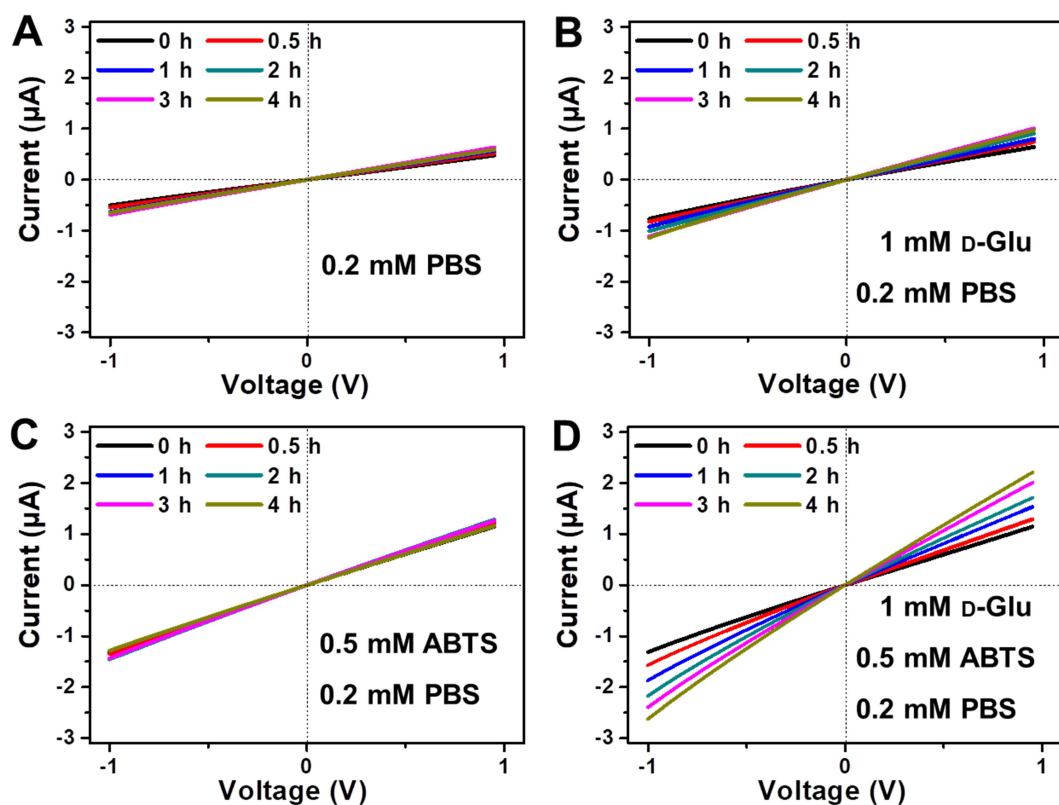 A
0 h 0.5 h
1 h 2 h
3 h 4 h
3
2
1
0
-1
-2
-3
Current (µA)
0.2 mM PBS
-1 0 1
Voltage (V)
B
0 h 0.5 h
1 h 2 h
3 h 4 h
3
2
1
0
-1
-2
-3
Current (µA)
1 mM D-Glu
0.2 mM PBS
-1 0 1
Voltage (V)
C
0 h 0.5 h
1 h 2 h
3 h 4 h
3
2
1
0
-1
-2
-3
Current (µA)
0.5 mM ABTS
0.2 mM PBS
-1 0 1
Voltage (V)
D
0 h 0.5 h
1 h 2 h
3 h 4 h
3
2
1
0
-1
-2
-3
Current (µA)
1 mM D-Glu
0.5 mM ABTS
0.2 mM PBS
-1 0 1
Voltage (V)